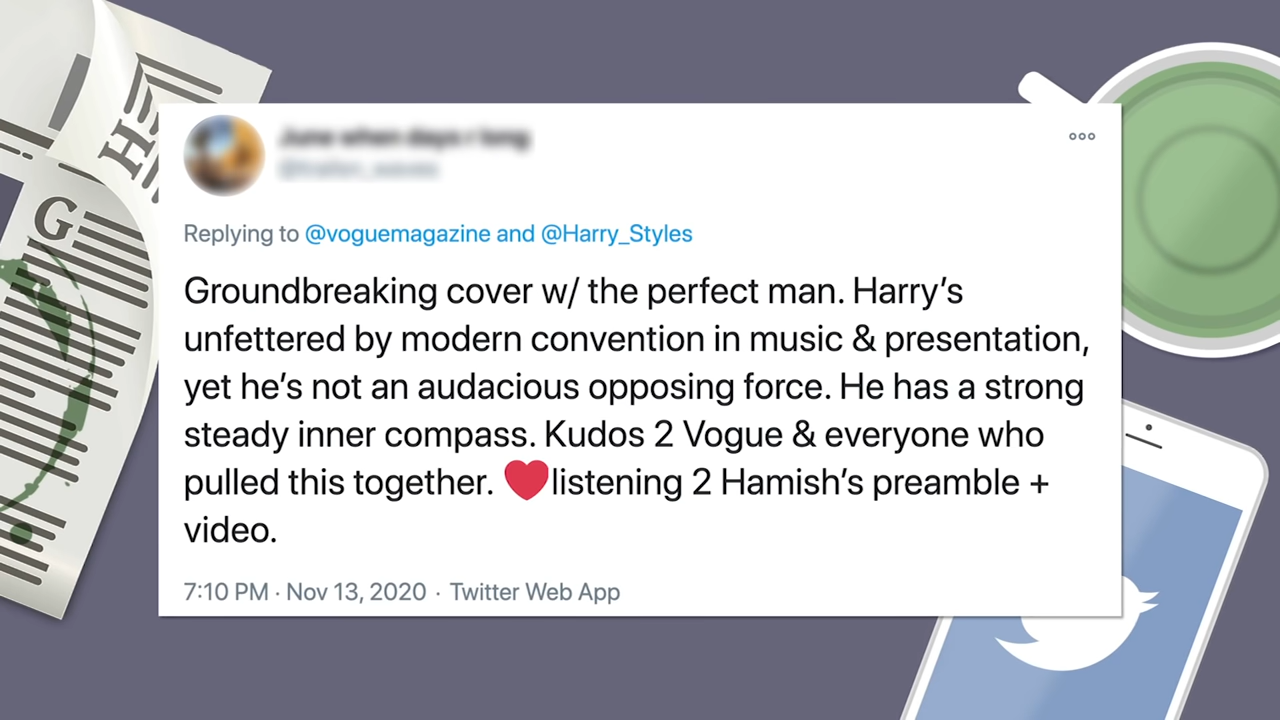 Replying to @voguemagazine and @Harry_Styles
Groundbreaking cover w/ the perfect man. Harry’s
unfettered by modern convention in music & presentation,
yet he’s not an audacious opposing force. He has a strong
steady inner compass. Kudos 2 Vogue & everyone who
pulled this together. ❤️listening 2 Hamish’s preamble +
video.
7:10 PM · Nov 13, 2020 · Twitter Web App
H
G